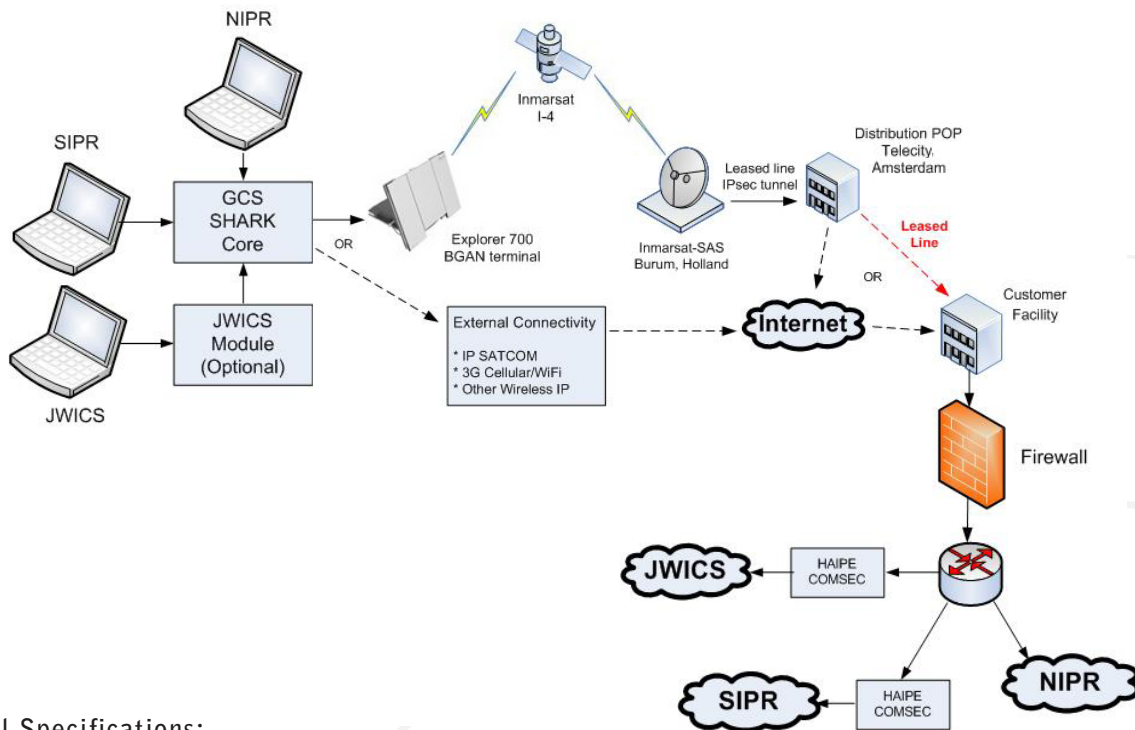 NIPR
SIPR
JWICS
GCS
SHARK
Core
JWICS
Module
(Optional)
OR
Explorer 700
BGAN terminal
Inmarsat
I-4
Inmarsat-SAS
Burum, Holland
Leased line
IPsec tunnel
Distribution POP
Telecity,
Amsterdam
Leased
Line
OR
External Connectivity
* IP SATCOM
* 3G Cellular/WiFi
* Other Wireless IP
Internet
Customer
Facility
Firewall
JWICS
HAIPE
COMSEC
SIPR
HAIPE
COMSEC
NIPR
l Specifications: